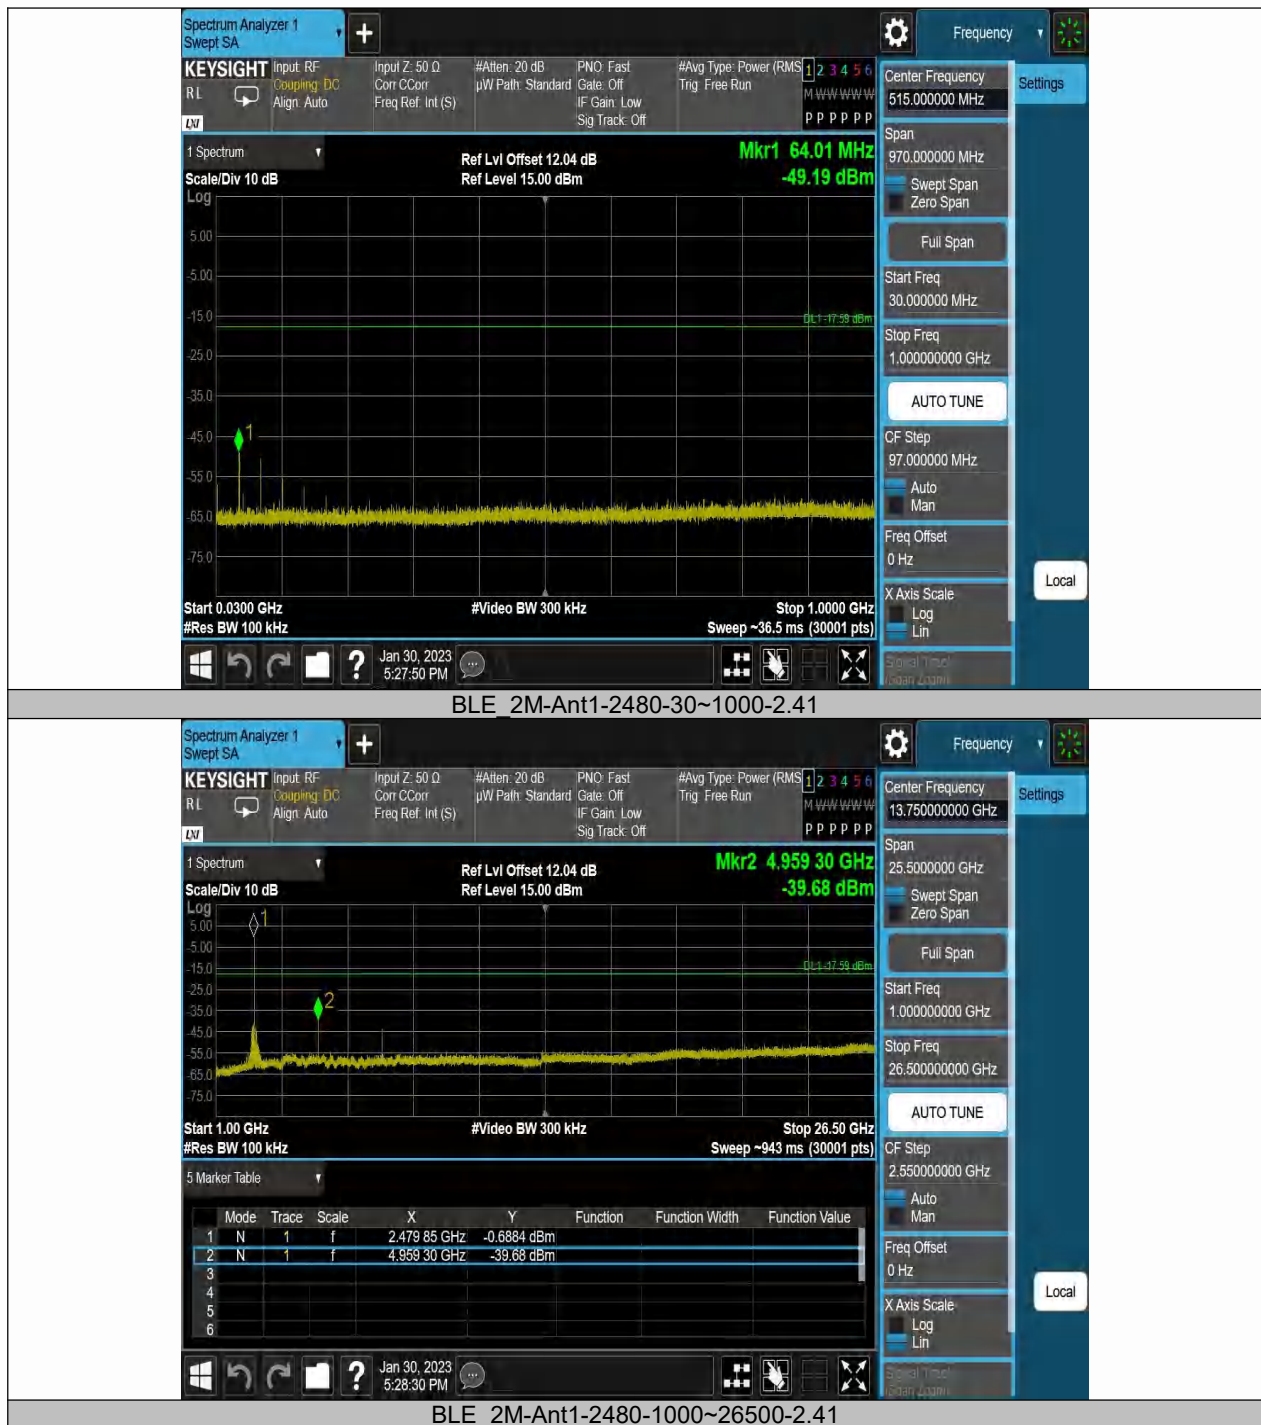 Spectrum Analyzer 1
Swept SA
+
Frequency
KEYSIGHT
RL
LXI
Input: RF
Coupling: DC
Align: Auto
Input Z: 50 Ω
Corr CCorr
Freq Ref: Int (S)
#Atten: 20 dB
µW Path: Standard
PNO: Fast
Gate: Off
IF Gain: Low
Sig Track: Off
#Avg Type: Power (RMS
Trig: Free Run
1 2 3 4 5 6
M W W W W W
P P P P P P
Center Frequency
515.000000 MHz
Settings
Span
970.000000 MHz
Swept Span
Zero Span
Full Span
Start Freq
30.000000 MHz
Stop Freq
1.000000000 GHz
AUTO TUNE
CF Step
97.000000 MHz
Auto
Man
Freq Offset
0 Hz
X Axis Scale
Log
Lin
Signal Track
(Span Zoom)
Local
1 Spectrum
Scale/Div 10 dB
Log
Ref Lvl Offset 12.04 dB
Ref Level 15.00 dBm
Mkr1 64.01 MHz
-49.19 dBm
5.00
-5.00
-15.0
DL1 -17.59 dBm
-25.0
-35.0
-45.0
1
-55.0
-65.0
-75.0
Start 0.0300 GHz
#Video BW 300 kHz
Stop 1.0000 GHz
#Res BW 100 kHz
Sweep ~36.5 ms (30001 pts)
?
Jan 30, 2023
5:27:50 PM
BLE_2M-Ant1-2480-30~1000-2.41
Spectrum Analyzer 1
Swept SA
+
Frequency
KEYSIGHT
RL
LXI
Input: RF
Coupling: DC
Align: Auto
Input Z: 50 Ω
Corr CCorr
Freq Ref: Int (S)
#Atten: 20 dB
µW Path: Standard
PNO: Fast
Gate: Off
IF Gain: Low
Sig Track: Off
#Avg Type: Power (RMS
Trig: Free Run
1 2 3 4 5 6
M W W W W W
P P P P P P
Center Frequency
13.750000000 GHz
Settings
Span
25.5000000 GHz
Swept Span
Zero Span
Full Span
Start Freq
1.000000000 GHz
Stop Freq
26.500000000 GHz
AUTO TUNE
CF Step
2.550000000 GHz
Auto
Man
Freq Offset
0 Hz
X Axis Scale
Log
Lin
Signal Track
(Span Zoom)
Local
1 Spectrum
Scale/Div 10 dB
Log
Ref Lvl Offset 12.04 dB
Ref Level 15.00 dBm
Mkr2 4.959 30 GHz
-39.68 dBm
1
5.00
-5.00
-15.0
DL1 -17.59 dBm
-25.0
2
-35.0
-45.0
-55.0
-65.0
-75.0
Start 1.00 GHz
#Video BW 300 kHz
Stop 26.50 GHz
#Res BW 100 kHz
Sweep ~943 ms (30001 pts)
5 Marker Table
Mode Trace Scale X Y Function Function Width Function Value
1 N 1 f 2.479 85 GHz -0.6884 dBm
2 N 1 f 4.959 30 GHz -39.68 dBm
3
4
5
6
?
Jan 30, 2023
5:28:30 PM
BLE_2M-Ant1-2480-1000~26500-2.41